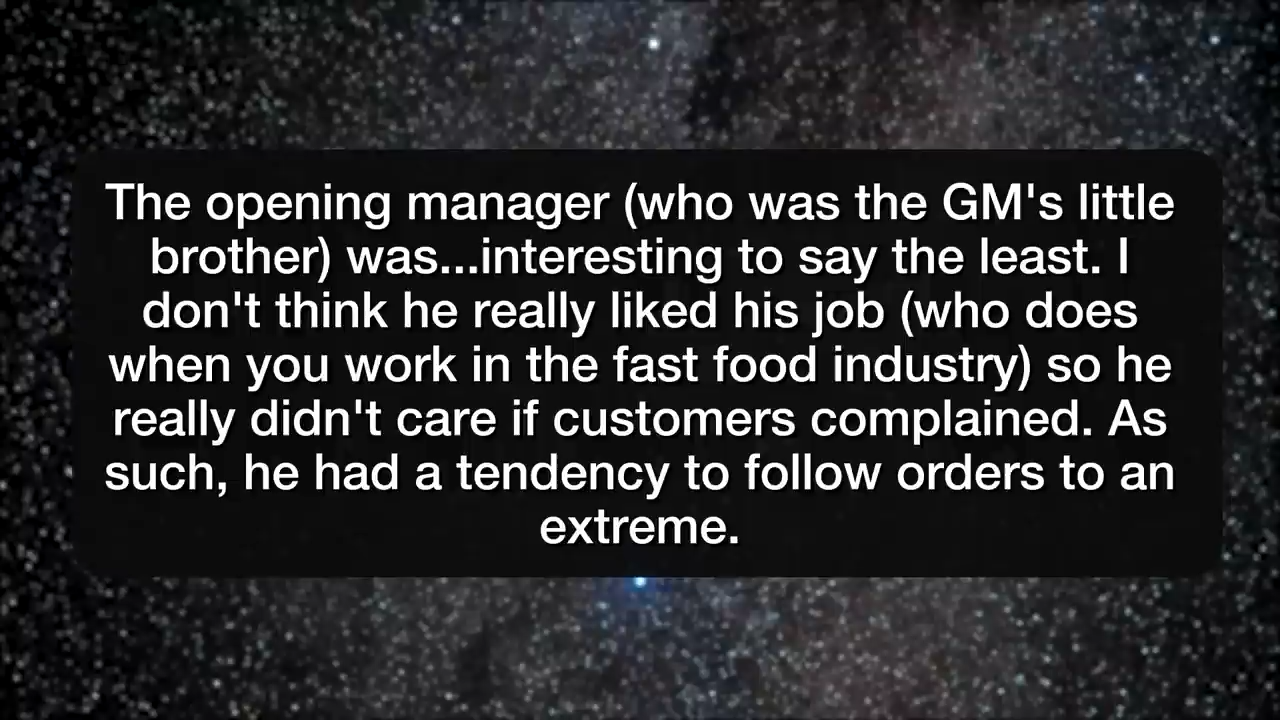 The opening manager (who was the GM's little
brother) was...interesting to say the least. I
don't think he really liked his job (who does
when you work in the fast food industry) so he
really didn't care if customers complained. As
such, he had a tendency to follow orders to an
extreme.